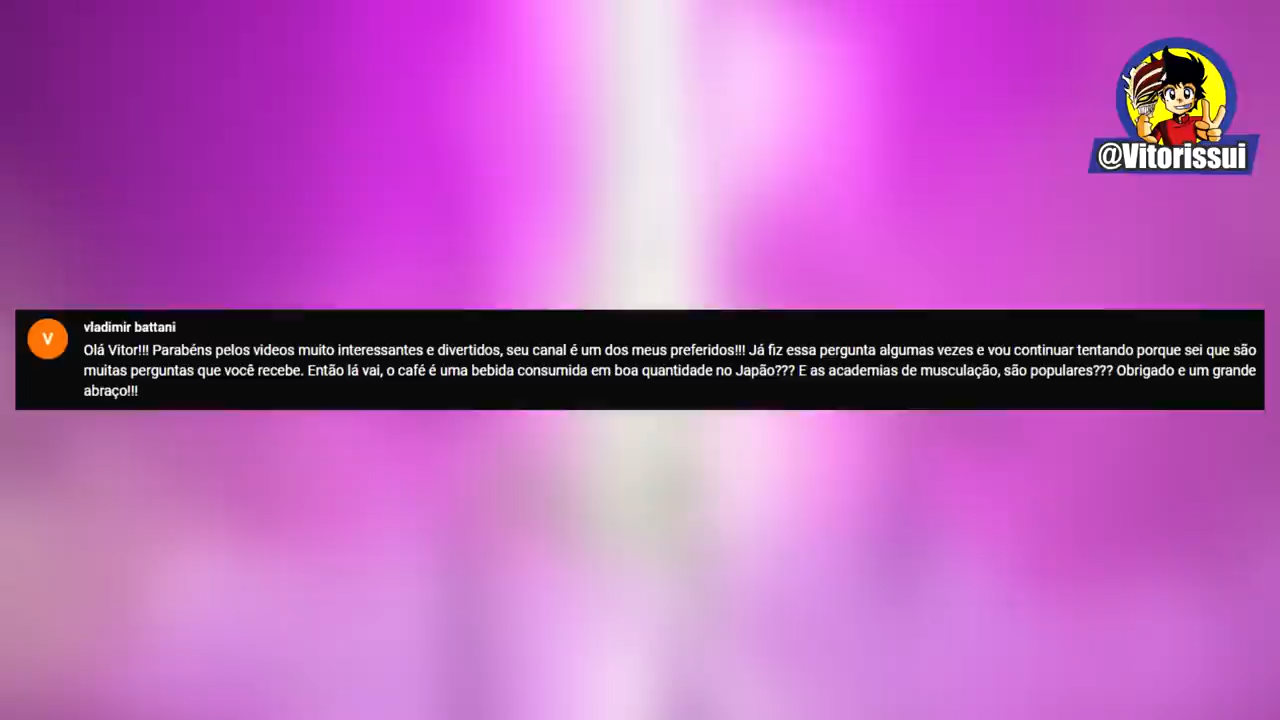 @Vitorissui
V
vladimir battani
Olá Vitor!!! Parabéns pelos videos muito interessantes e divertidos, seu canal é um dos meus preferidos!!! Já fiz essa pergunta algumas vezes e vou continuar tentando porque sei que são
muitas perguntas que você recebe. Então lá vai, o café é uma bebida consumida em boa quantidade no Japão??? E as academias de musculação, são populares??? Obrigado e um grande
abraço!!!